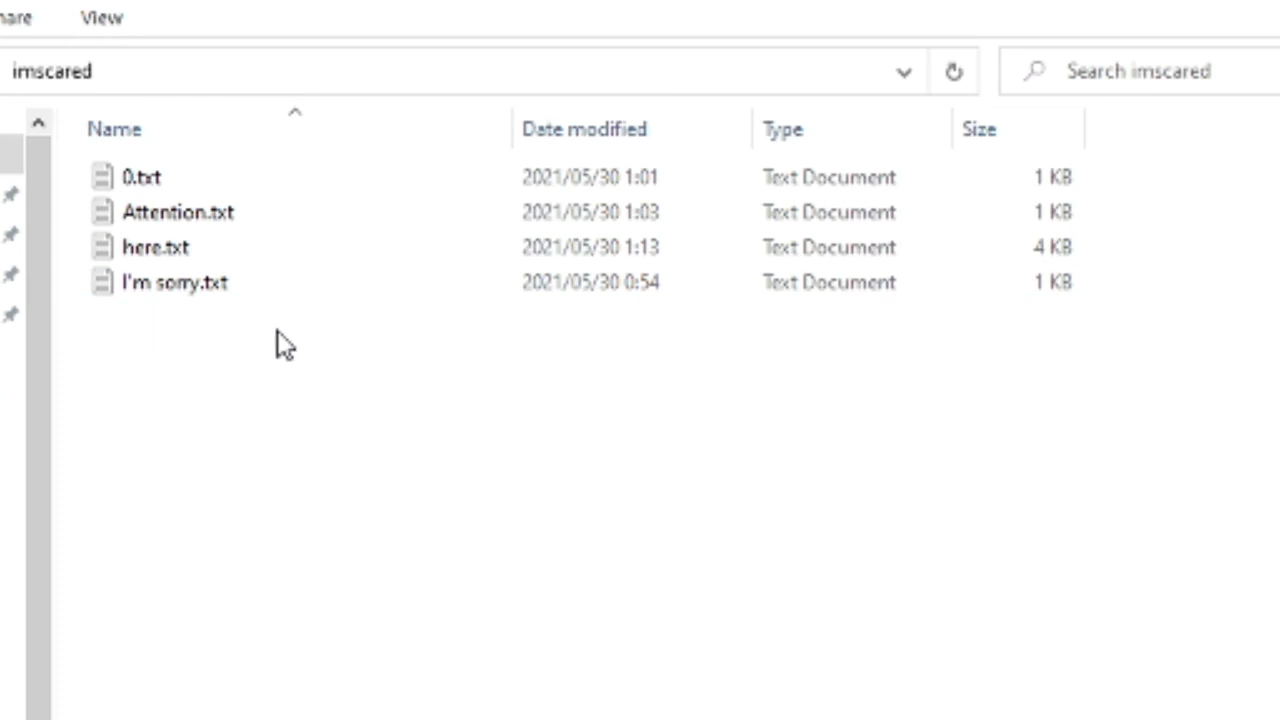 hare View
imscared Search imscared
Name Date modified Type Size
0.txt 2021/05/30 1:01 Text Document 1 KB
Attention.txt 2021/05/30 1:03 Text Document 1 KB
here.txt 2021/05/30 1:13 Text Document 4 KB
I'm sorry.txt 2021/05/30 0:54 Text Document 1 KB